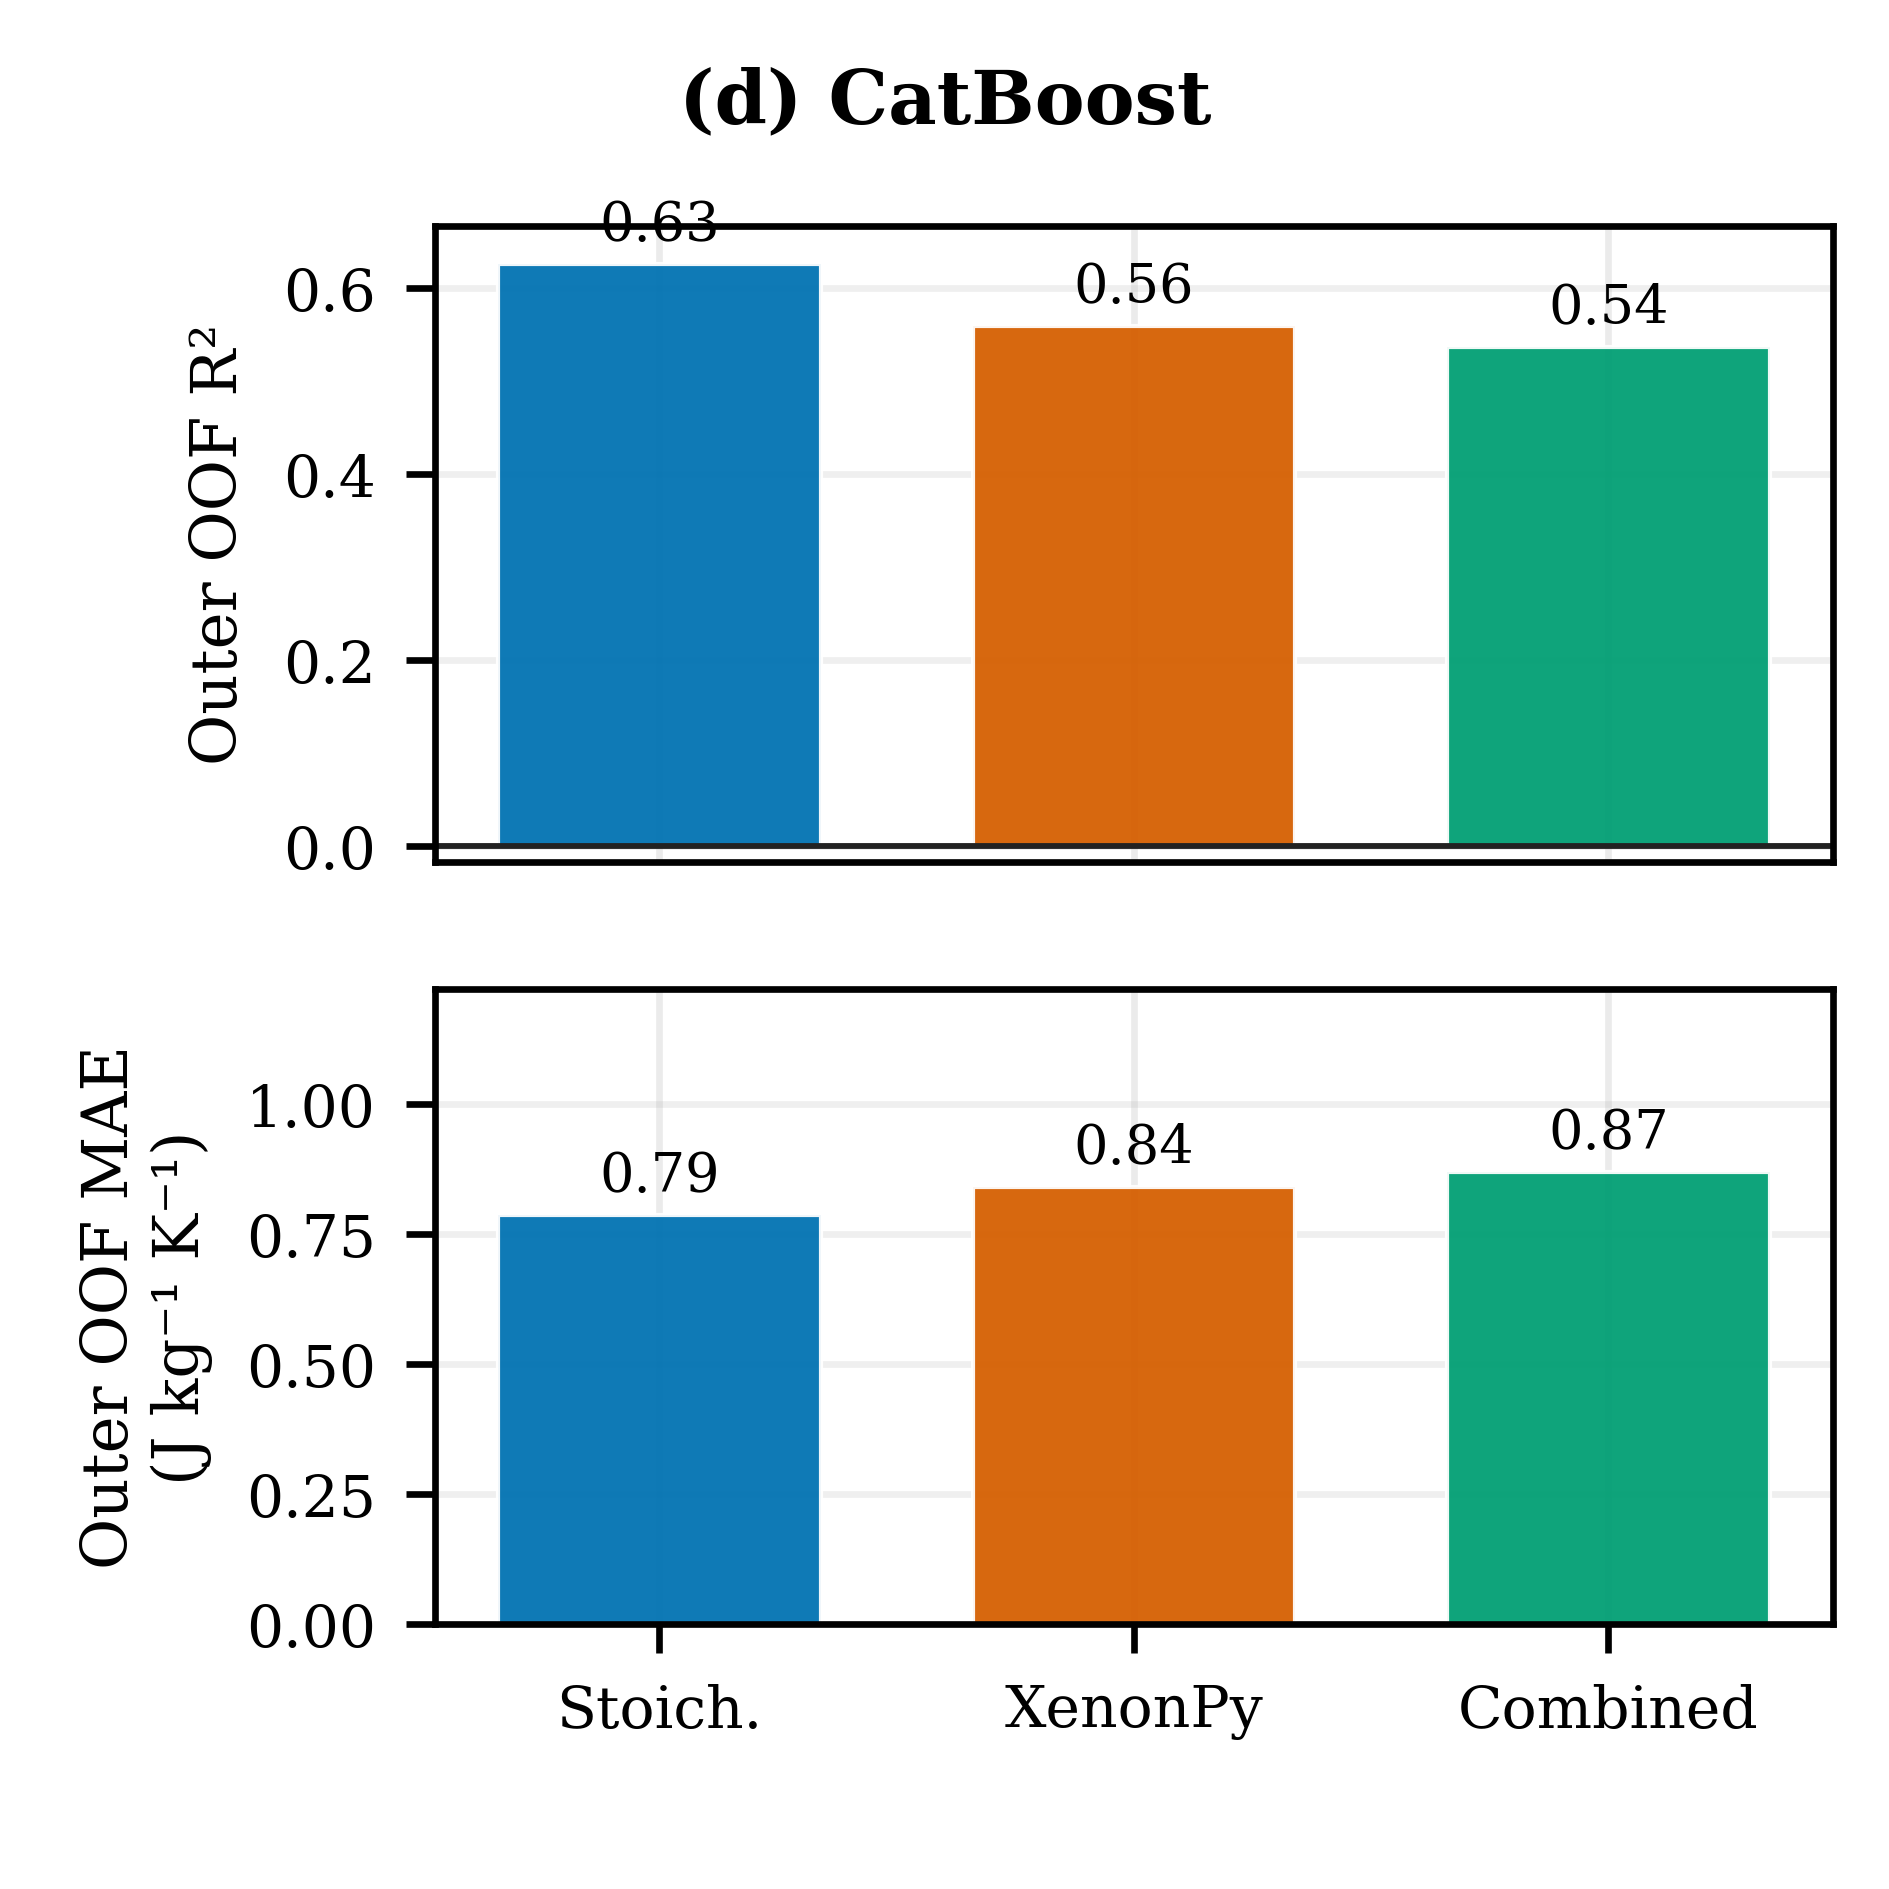 (d) CatBoost
0.63
0.56
0.54
0.6
0.4
0.2
0.0
Outer OOF R²
0.79
0.84
0.87
1.00
0.75
0.50
0.25
0.00
Outer OOF MAE
(J kg⁻¹ K⁻¹)
Stoich.
XenonPy
Combined